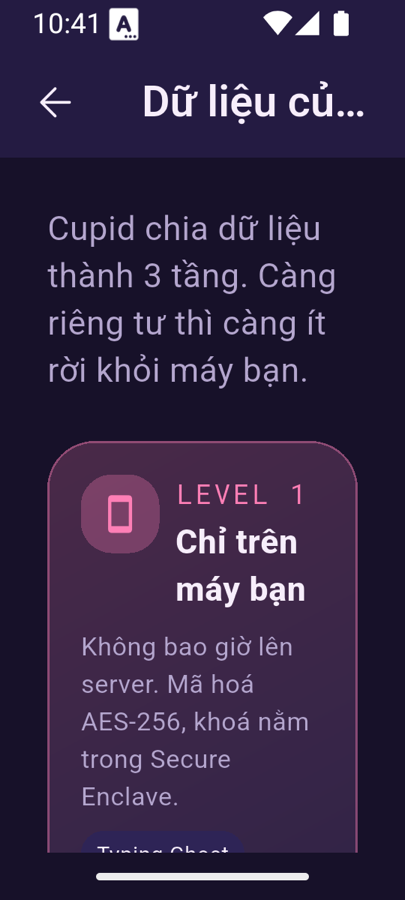 10:41 A
Dữ liệu củ...
Cupid chia dữ liệu
thành 3 tầng. Càng
riêng tư thì càng ít
rời khỏi máy bạn.
LEVEL 1
Chỉ trên
máy bạn
Không bao giờ lên
server. Mã hoá
AES-256, khoá nằm
trong Secure
Enclave.
Typing Ghost